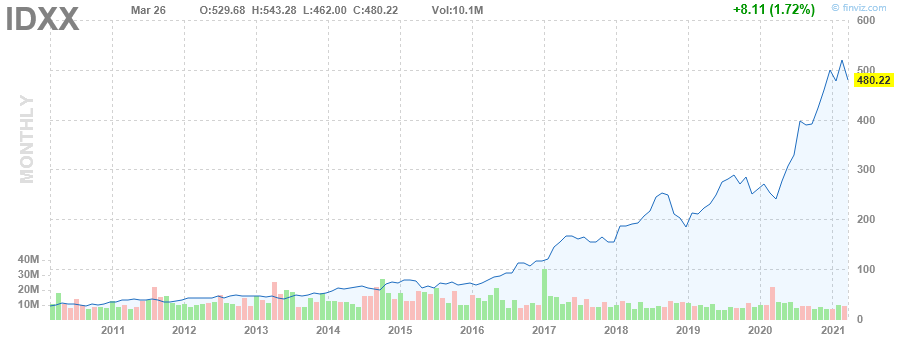 IDXX Mar 26 O:529.68 H:543.28 L:462.00 C:480.22 Vol:10.1M +8.11 (1.72%) © finviz.com
600
500
480.22
400
MONTHLY
300
200
40M
30M
100
20M
10M
0
2011 2012 2013 2014 2015 2016 2017 2018 2019 2020 2021